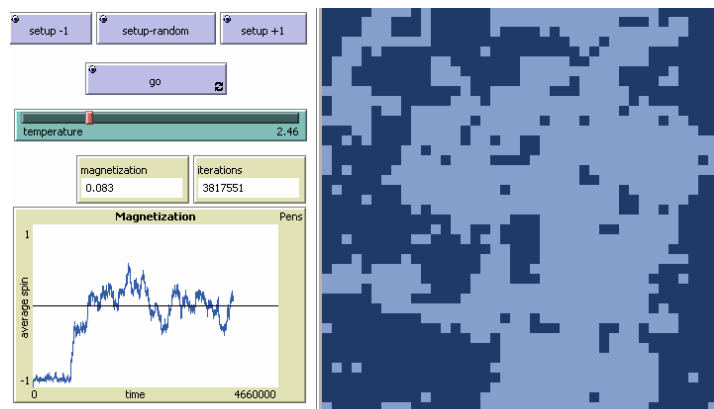 setup -1
setup-random
setup +1
go
temperature
2.46
magnetization
0.083
iterations
3817551
Magnetization
Pens
1
average spin
0
-1
0
time
4660000